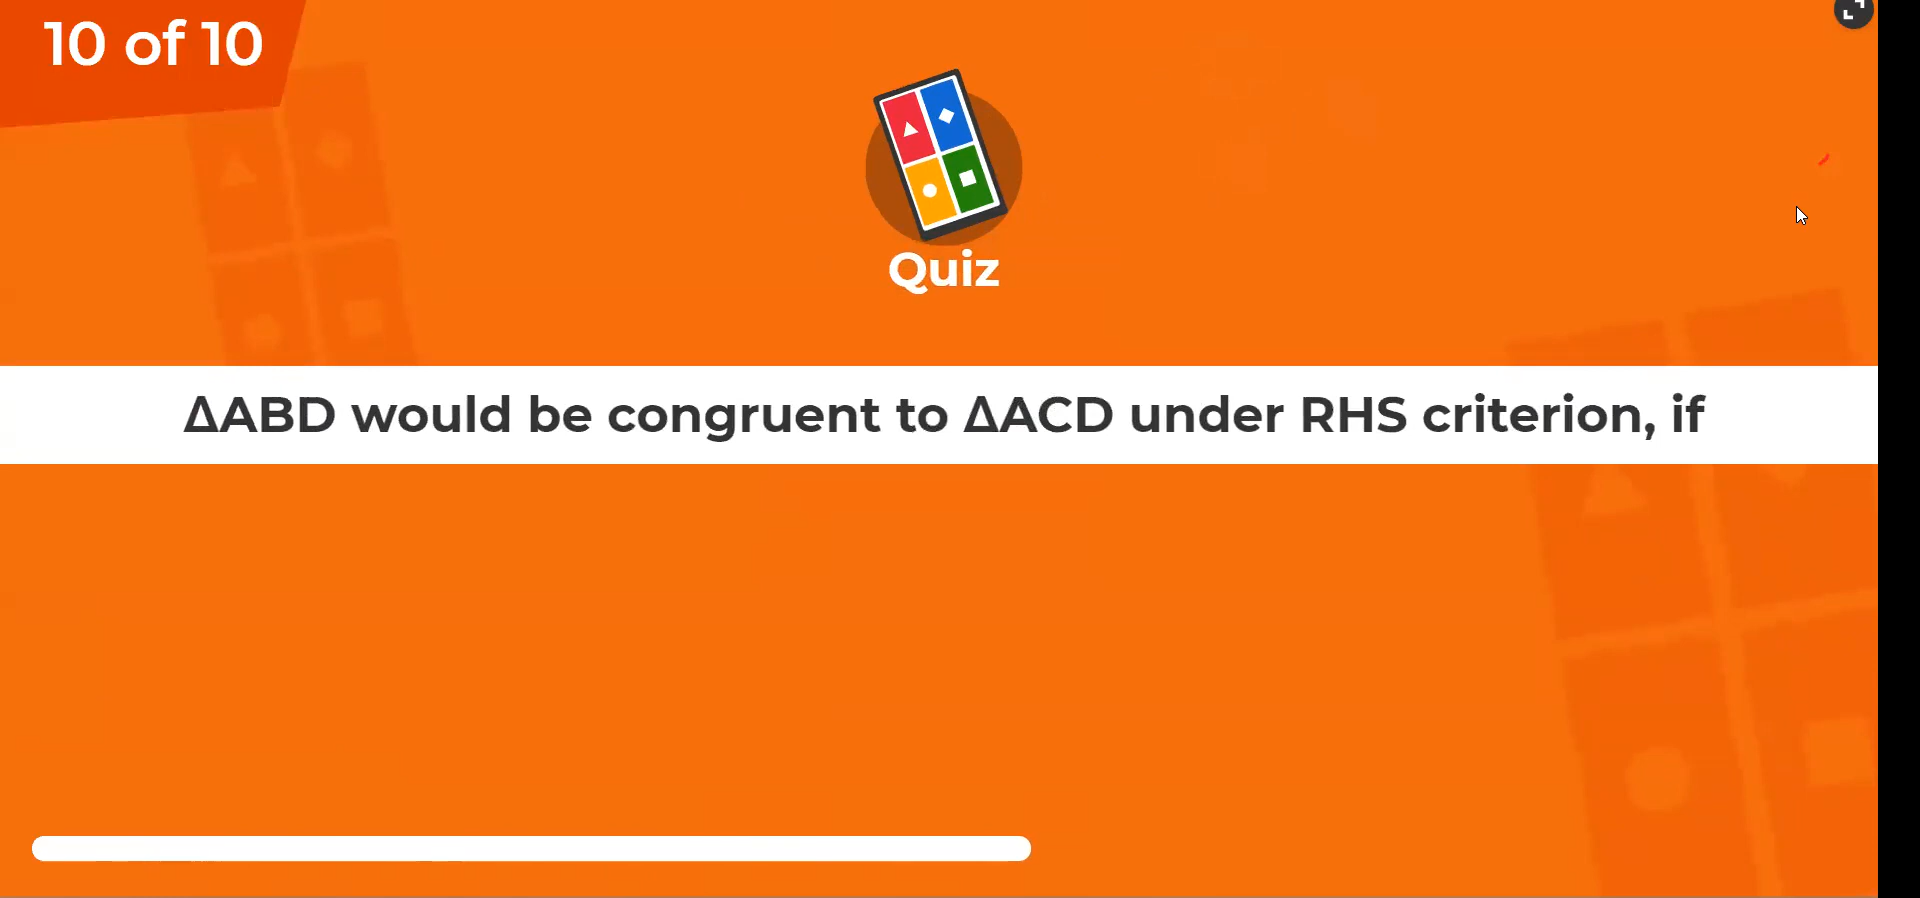 10 of 10
Quiz
ΔABD would be congruent to ΔACD under RHS criterion, if